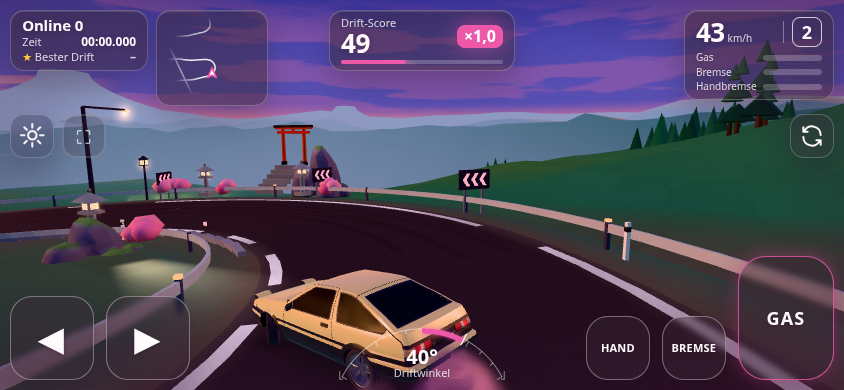 Online 0
Zeit 00:00.000
Bester Drift –
Drift-Score
49
×1,0
43 km/h
2
Gas
Bremse
Handbremse
40°
Driftwinkel
HAND
BREMSE
GAS